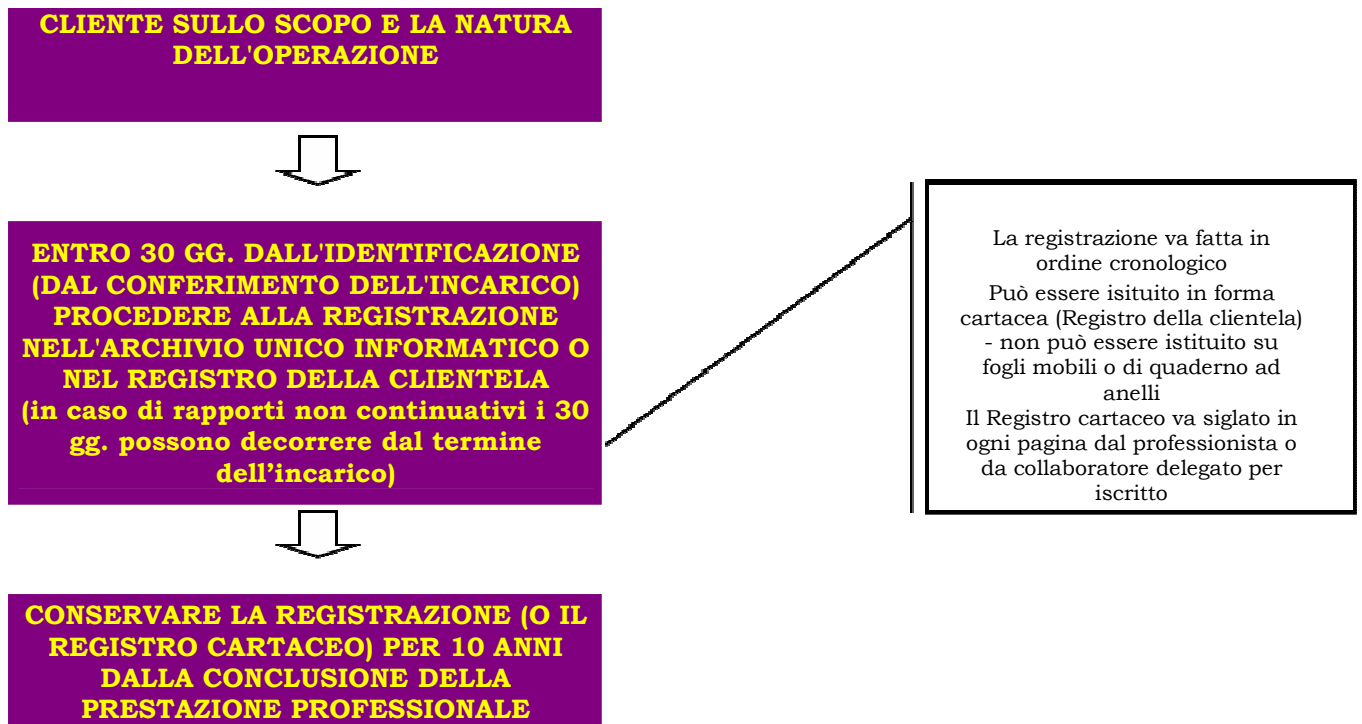 CLIENTE SULLO SCOPO E LA NATURA
DELL'OPERAZIONE
ENTRO 30 GG. DALL'IDENTIFICAZIONE
(DAL CONFERIMENTO DELL'INCARICO)
PROCEDERE ALLA REGISTRAZIONE
NELL'ARCHIVIO UNICO INFORMATICO O
NEL REGISTRO DELLA CLIENTELA
(in caso di rapporti non continuativi i 30
gg. possono decorrere dal termine
dell’incarico)
La registrazione va fatta in
ordine cronologico
Può essere isituito in forma
cartacea (Registro della clientela)
- non può essere istituito su
fogli mobili o di quaderno ad
anelli
Il Registro cartaceo va siglato in
ogni pagina dal professionista o
da collaboratore delegato per
iscritto
CONSERVARE LA REGISTRAZIONE (O IL
REGISTRO CARTACEO) PER 10 ANNI
DALLA CONCLUSIONE DELLA
PRESTAZIONE PROFESSIONALE